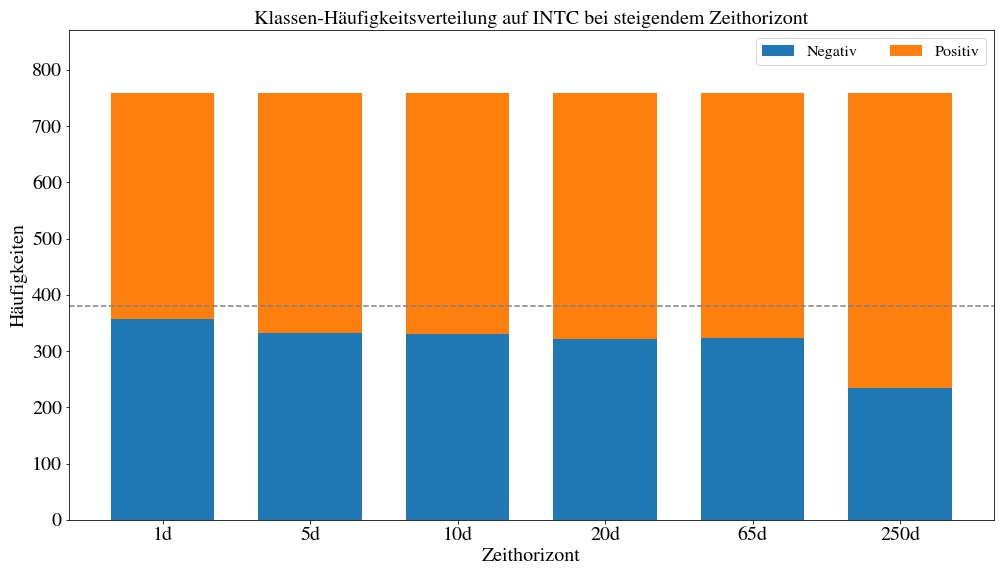 Klassen-Häufigkeitsverteilung auf INTC bei steigendem Zeithorizont
Negativ Positiv
Häufigkeiten
800
700
600
500
400
300
200
100
0
1d 5d 10d 20d 65d 250d
Zeithorizont